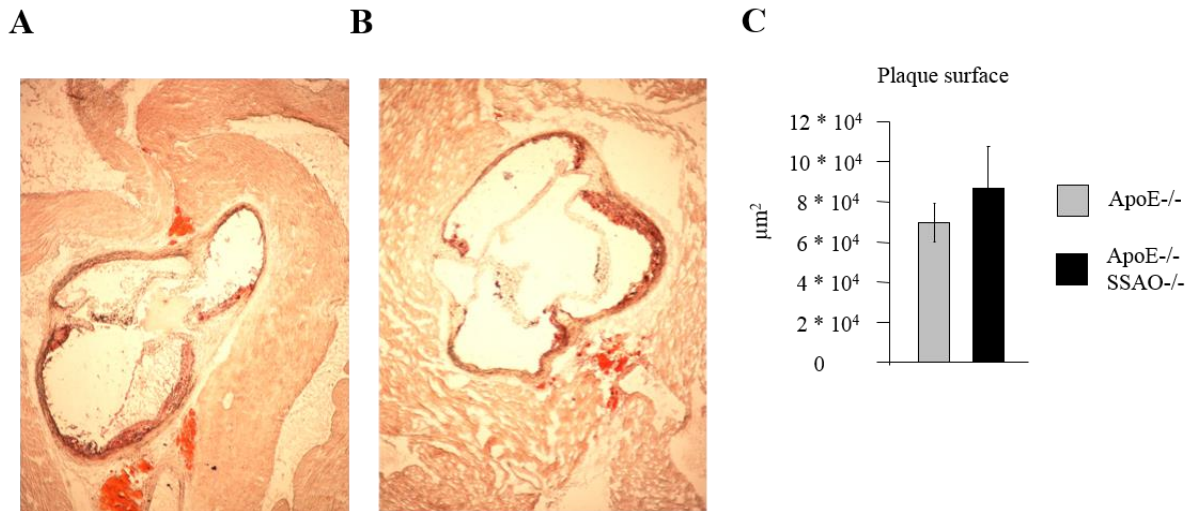 A
B
C
Plaque surface
12 * 10⁴
10 * 10⁴
8 * 10⁴
6 * 10⁴
4 * 10⁴
2 * 10⁴
0
μm²
ApoE-/-
ApoE-/-
SSAO-/-